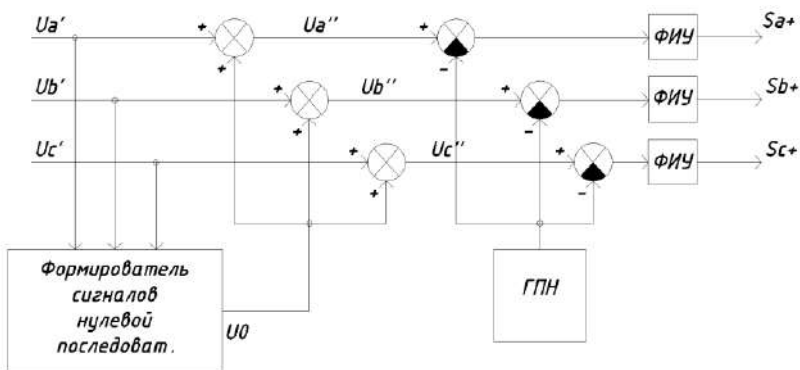 Ua' + + Ua'' + - ФИУ Sa+
Ub' + + Ub'' + - ФИУ Sb+
Uc' + + Uc'' + - ФИУ Sc+
Формирователь
сигналов
нулевой
последоват.
U0
ГПН